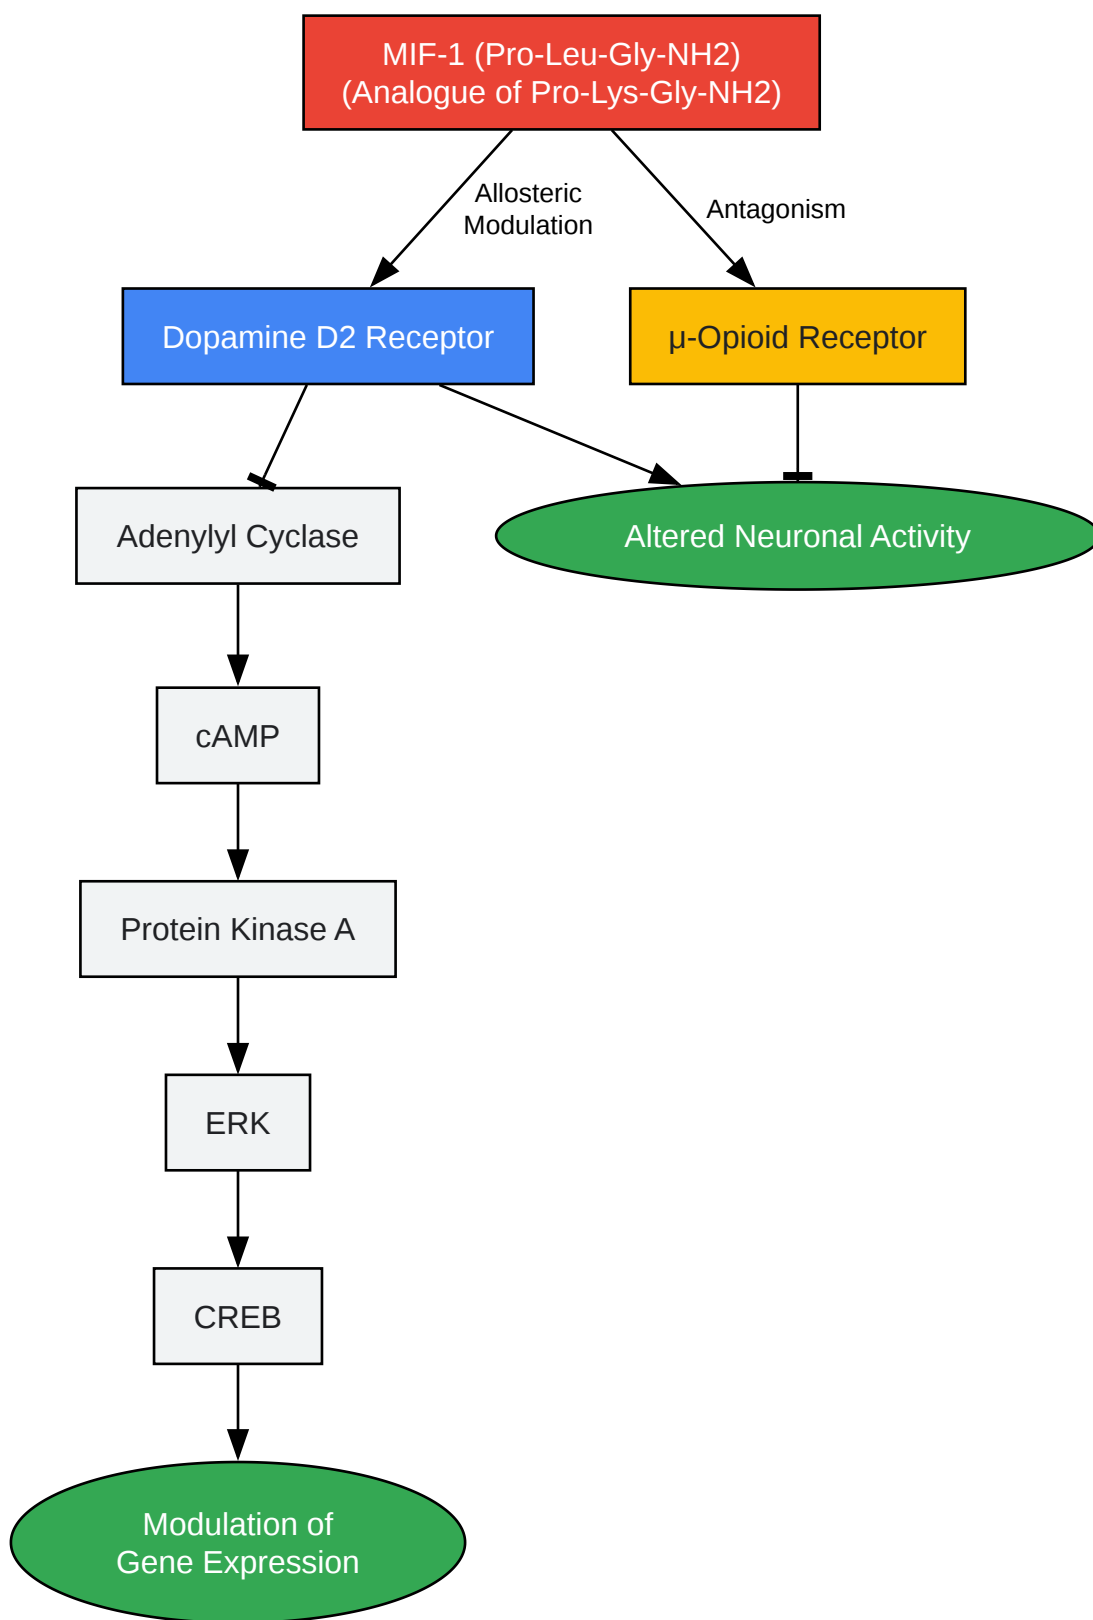 MIF-1 (Pro-Leu-Gly-NH2)
(Analogue of Pro-Lys-Gly-NH2)
Allosteric
Modulation
Antagonism
Dopamine D2 Receptor
μ-Opioid Receptor
Adenylyl Cyclase
Altered Neuronal Activity
cAMP
Protein Kinase A
ERK
CREB
Modulation of
Gene Expression